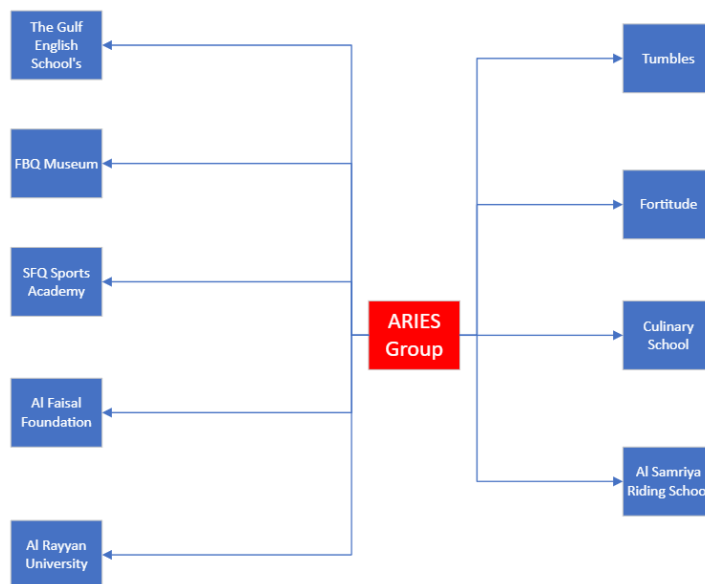 The Gulf
English
School's
FBQ Museum
SFQ Sports
Academy
Al Faisal
Foundation
Al Rayyan
University
ARIES
Group
Tumbles
Fortitude
Culinary
School
Al Samriya
Riding School